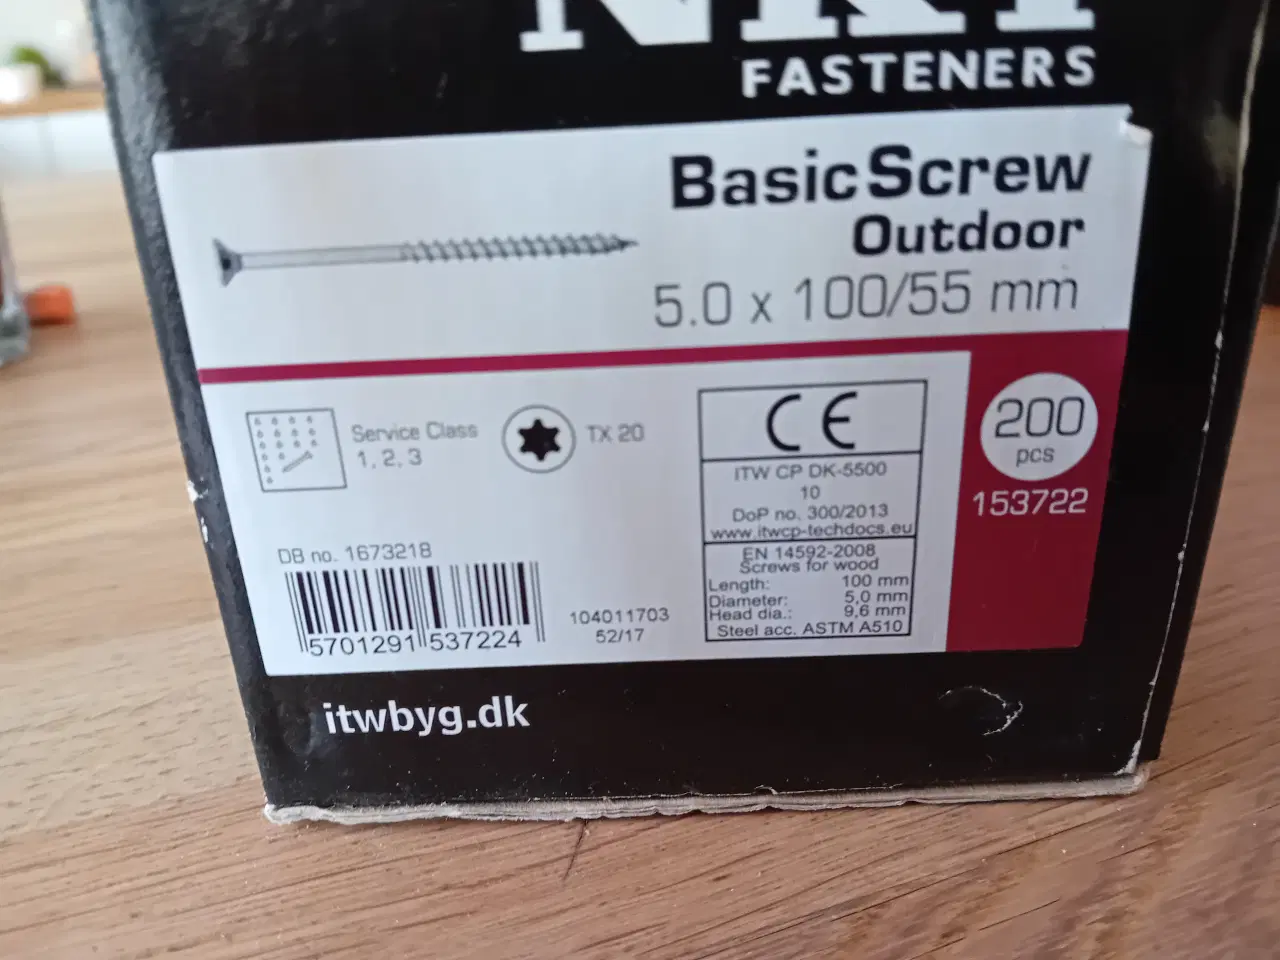 NKT
FASTENERS
BasicScrew
Outdoor
5.0 x 100/55 mm
Service Class
1, 2, 3
TX 20
CE
ITW CP DK-5500
10
DoP no. 300/2013
www.itwcp-techdocs.eu
EN 14592-2008
Screws for wood
Length: 100 mm
Diameter: 5,0 mm
Head dia.: 9,6 mm
Steel acc. ASTM A510
200
pcs
153722
DB no. 1673218
5701291 537224
104011703
52/17
itwbyg.dk